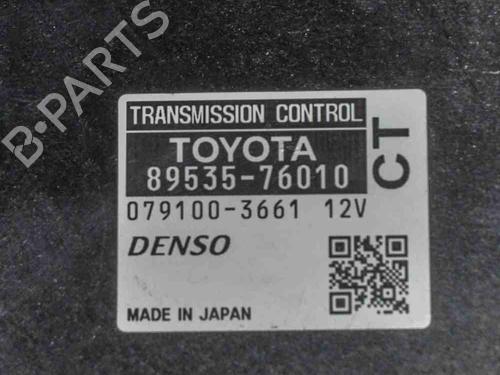 B-PARTS
TRANSMISSION CONTROL
TOYOTA
89535-76010
CT
079100-3661 12V
DENSO
MADE IN JAPAN